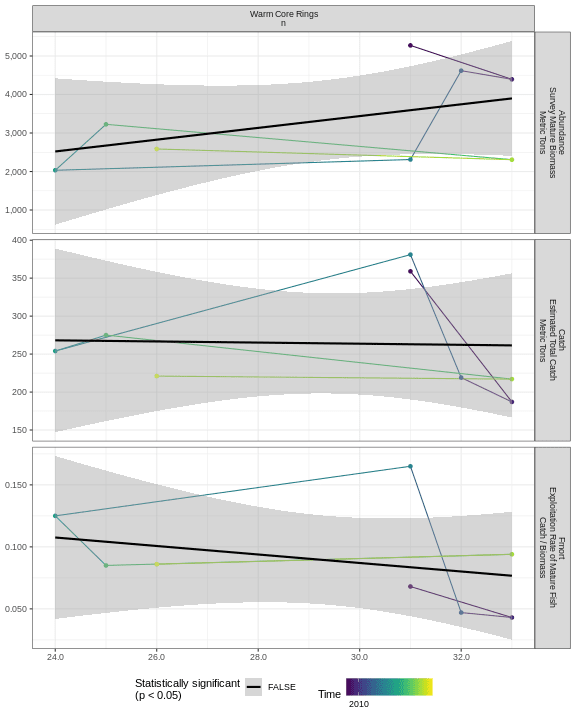 Warm Core Rings
n
5,000
4,000
3,000
2,000
1,000
Abundance
Survey Mature Biomass
Metric Tons
400
350
300
250
200
150
Catch
Estimated Total Catch
Metric Tons
0.150
0.100
0.050
Fmort
Exploitation Rate of Mature Fish
Catch / Biomass
24.0 26.0 28.0 30.0 32.0
Statistically significant
(p < 0.05)
FALSE
Time
2010